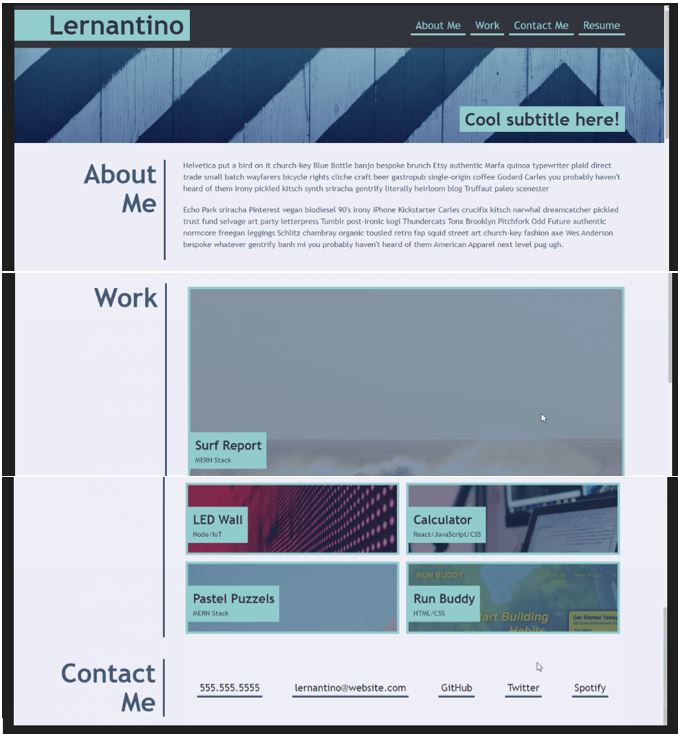 Lernantino
About Me Work Contact Me Resume
Cool subtitle here!
About
Me
Helvetica put a bird on it church-key Blue Bottle banjo bespoke brunch Etsy authentic Marfa quinoa typewriter plaid direct
trade small batch wayfarers bicycle rights cliche craft beer gastropub single-origin coffee Godard Carles you probably haven't
heard of them irony pickled kitsch synth sriracha gentrify literally heirloom blog Truffaut paleo scenester
Echo Park sriracha Pinterest vegan biodiesel 90's irony iPhone Kickstarter Carles crucifix kitsch narwhal dreamcatcher pickled
trust fund selvage art party letterpress Tumblr post-ironic kogi Thundercats Tonx Brooklyn Pitchfork Odd Future authentic
normcore freegan leggings Schlitz chambray organic tousled retro fap squid street art church-key fashion axe Wes Anderson
bespoke whatever gentrify banh mi you probably haven't heard of them American Apparel next level pug ugh.
Work
Surf Report
MERN Stack
LED Wall
Node/IoT
Calculator
React/JavaScript/CSS
Pastel Puzzels
MERN Stack
RUN BUDDY
Run Buddy
HTML/CSS
Start Building
Habits
Get Started Today
Contact
Me
555.555.5555 lernantino@website.com GitHub Twitter Spotify